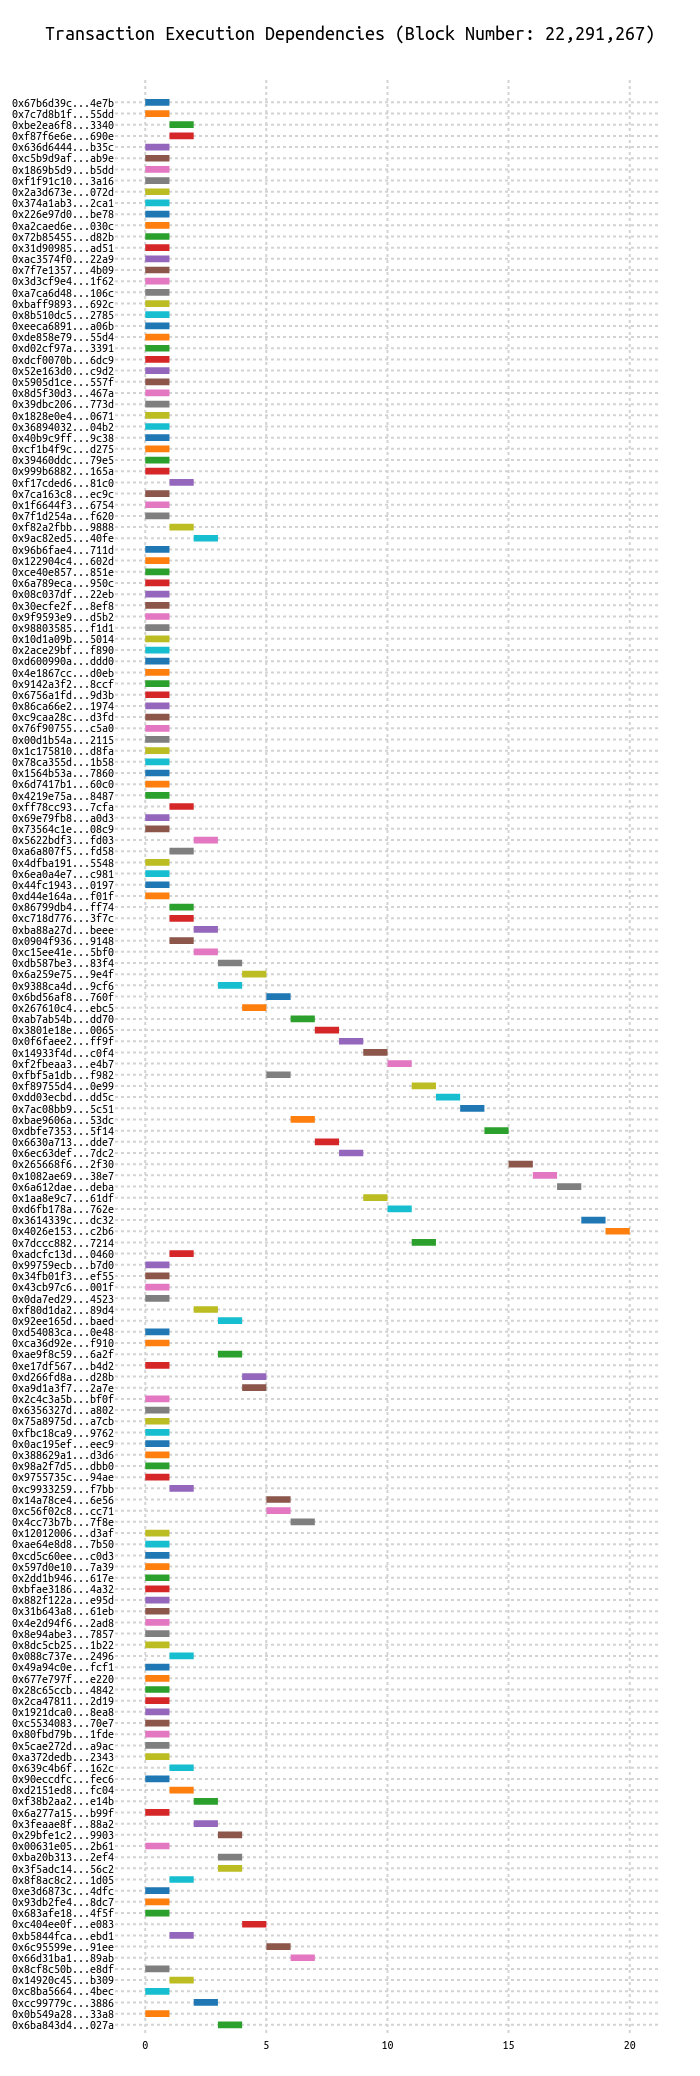 Transaction Execution Dependencies (Block Number: 22,291,267)
0x67b6d39c...4e7b
0x7c7d8b1f...55dd
0xbe2ea6f8...3340
0xf87f6e6e...690e
0x636d6444...b35c
0xc5b9d9af...ab9e
0x1869b5d9...b5dd
0xf1f91c10...3a16
0x2a3d673e...072d
0x374a1ab3...2ca1
0x226e97d0...be78
0xa2caed6e...030c
0x72b85455...d82b
0x31d90985...ad51
0xac3574f0...22a9
0x7f7e1357...4b09
0x3d3cf9e4...1f62
0xa7ca6d48...106c
0xbaff9893...692c
0x8b510dc5...2785
0xeeca6891...a06b
0xde858e79...55d4
0xd02cf97a...3391
0xdcf0070b...6dc9
0x52e163d0...c9d2
0x5905d1ce...557f
0x8d5f30d3...467a
0x39dbc206...773d
0x1828e0e4...0671
0x36894032...04b2
0x40b9c9ff...9c38
0xcf1b4f9c...d275
0x39460ddc...79e5
0x999b6882...165a
0xf17cded6...81c0
0x7ca163c8...ec9c
0x1f6644f3...6754
0x7f1d254a...f620
0xf82a2fbb...9888
0x9ac82ed5...40fe
0x96b6fae4...711d
0x122904c4...602d
0xce40e857...851e
0x6a789eca...950c
0x08c037df...22eb
0x30ecfe2f...8ef8
0x9f9593e9...d5b2
0x98803585...f1d1
0x10d1a09b...5014
0x2ace29bf...f890
0xd600990a...ddd0
0x4e1867cc...d0eb
0x9142a3f2...8ccf
0x6756a1fd...9d3b
0x86ca66e2...1974
0xc9caa28c...d3fd
0x76f90755...c5a0
0x00d1b54a...2115
0x1c175810...d8fa
0x78ca355d...1b58
0x1564b53a...7860
0x6d7417b1...60c0
0x4219e75a...8487
0xff78cc93...7cfa
0x69e79fb8...a0d3
0x73564c1e...08c9
0x5622bdf3...fd03
0xa6a807f5...fd58
0x4dfba191...5548
0x6ea0a4e7...c981
0x44fc1943...0197
0xd44e164a...f01f
0x86799db4...ff74
0xc718d776...3f7c
0xba88a27d...beee
0x0904f936...9148
0xc15ee41e...5bf0
0xdb587be3...83f4
0x6a259e75...9e4f
0x9388ca4d...9cf6
0x6bd56af8...760f
0x267610c4...ebc5
0xab7ab54b...dd70
0x3801e18e...0065
0x0f6faee2...ff9f
0x14933f4d...c0f4
0xf2fbeaa3...e4b7
0xfbf5a1db...f982
0xf89755d4...0e99
0xdd03ecbd...dd5c
0x7ac08bb9...5c51
0xbae9606a...53dc
0xdbfe7353...5f14
0x6630a713...dde7
0x6ec63def...7dc2
0x265668f6...2f30
0x1082ae69...38e7
0x6a612dae...deba
0x1aa8e9c7...61df
0xd6fb178a...762e
0x3614339c...dc32
0x4026e153...c2b6
0x7dccc882...7214
0xadcfc13d...0460
0x99759ecb...b7d0
0x34fb01f3...ef55
0x43cb97c6...001f
0x0da7ed29...4523
0xf80d1da2...89d4
0x92ee165d...baed
0xd54083ca...0e48
0xca36d92e...f910
0xae9f8c59...6a2f
0xe17df567...b4d2
0xd266fd8a...d28b
0xa9d1a3f7...2a7e
0x2c4c3a5b...bf0f
0x6356327d...a802
0x75a8975d...a7cb
0xfbc18ca9...9762
0x0ac195ef...eec9
0x388629a1...d3d6
0x98a2f7d5...dbb0
0x9755735c...94ae
0xc9933259...f7bb
0x14a78ce4...6e56
0xc56f02c8...cc71
0x4cc73b7b...7f8e
0x12012006...d3af
0xae64e8d8...7b50
0xcd5c60ee...c0d3
0x597d0e10...7a39
0x2dd1b946...617e
0xbfae3186...4a32
0x882f122a...e95d
0x31b643a8...61eb
0x4e2d94f6...2ad8
0x8e94abe3...7857
0x8dc5cb25...1b22
0x088c737e...2496
0x49a94c0e...fcf1
0x677e797f...e220
0x28c65ccb...4842
0x2ca47811...2d19
0x1921dca0...8ea8
0xc5534083...70e7
0x80fbd79b...1fde
0x5cae272d...a9ac
0xa372dedb...2343
0x639c4b6f...162c
0x90eccdfc...fec6
0xd2151ed8...fc04
0xf38b2aa2...e14b
0x6a277a15...b99f
0x3feaae8f...88a2
0x29bfe1c2...9903
0x00631e05...2b61
0xba20b313...2ef4
0x3f5adc14...56c2
0x8f8ac8c2...1d05
0xe3d6873c...4dfc
0x93db2fe4...8dc7
0x683afe18...4f5f
0xc404ee0f...e083
0xb5844fca...ebd1
0x6c95599e...91ee
0x66d31ba1...89ab
0x8cf8c50b...e8df
0x14920c45...b309
0xc8ba5664...4bec
0xcc99779c...3886
0x0b549a28...33a8
0x6ba843d4...027a
0 5 10 15 20